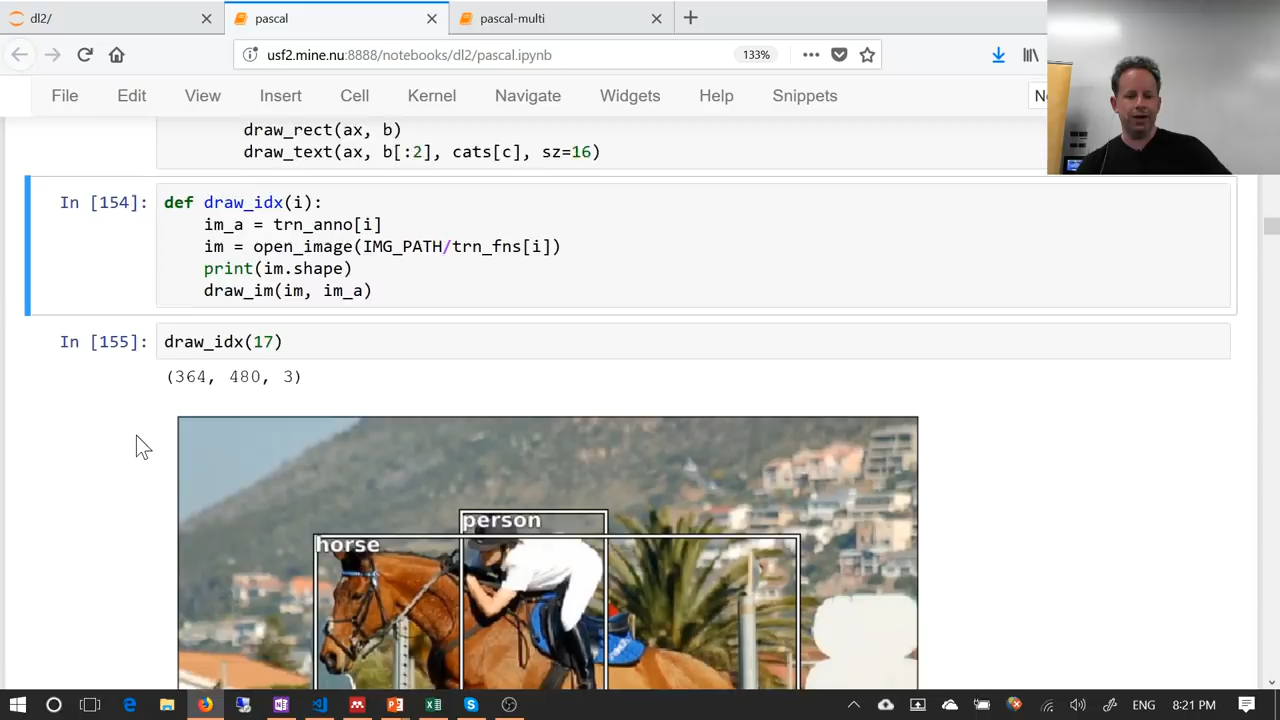 dl2/
pascal
pascal-multi
usf2.mine.nu:8888/notebooks/dl2/pascal.ipynb
133%
File Edit View Insert Cell Kernel Navigate Widgets Help Snippets
draw_rect(ax, b)
draw_text(ax, b[:2], cats[c], sz=16)
In [154]:
def draw_idx(i):
im_a = trn_anno[i]
im = open_image(IMG_PATH/trn_fns[i])
print(im.shape)
draw_im(im, im_a)
In [155]:
draw_idx(17)
(364, 480, 3)
person
horse
ENG
8:21 PM